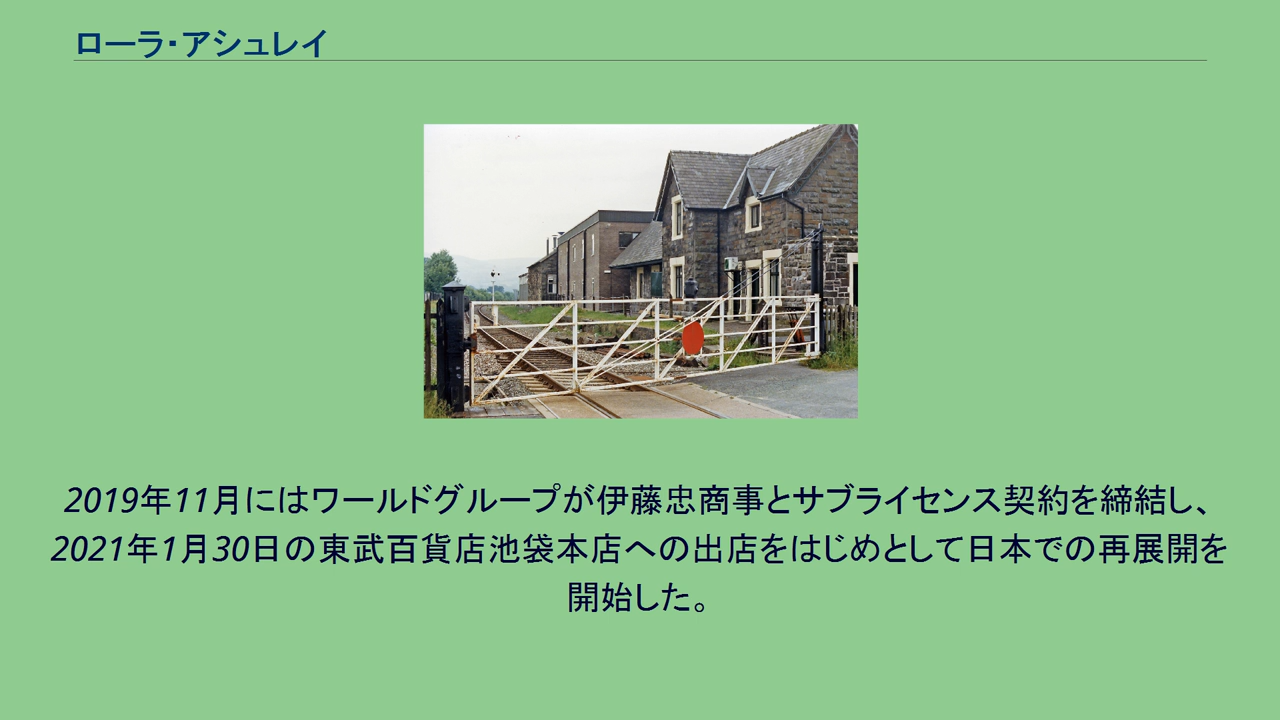 ローラ・アシュレイ
2019年11月にはワールドグループが伊藤忠商事とサブライセンス契約を締結し、
2021年1月30日の東武百貨店池袋本店への出店をはじめとして日本での再展開を
開始した。